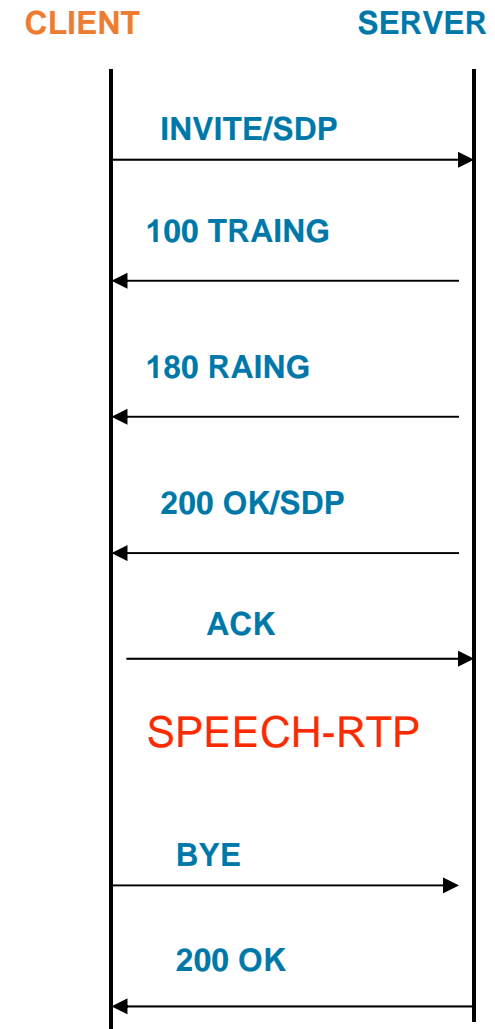 CLIENT SERVER
INVITE/SDP
100 TRAING
180 RAING
200 OK/SDP
ACK
SPEECH-RTP
BYE
200 OK